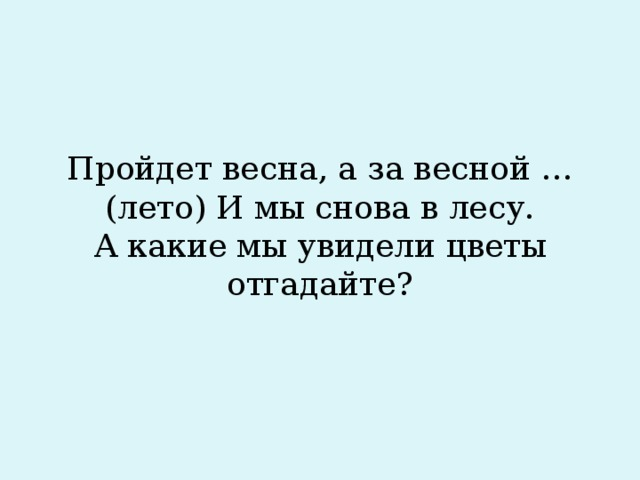 Пройдет весна, а за весной …
(лето) И мы снова в лесу.
А какие мы увидели цветы
отгадайте?